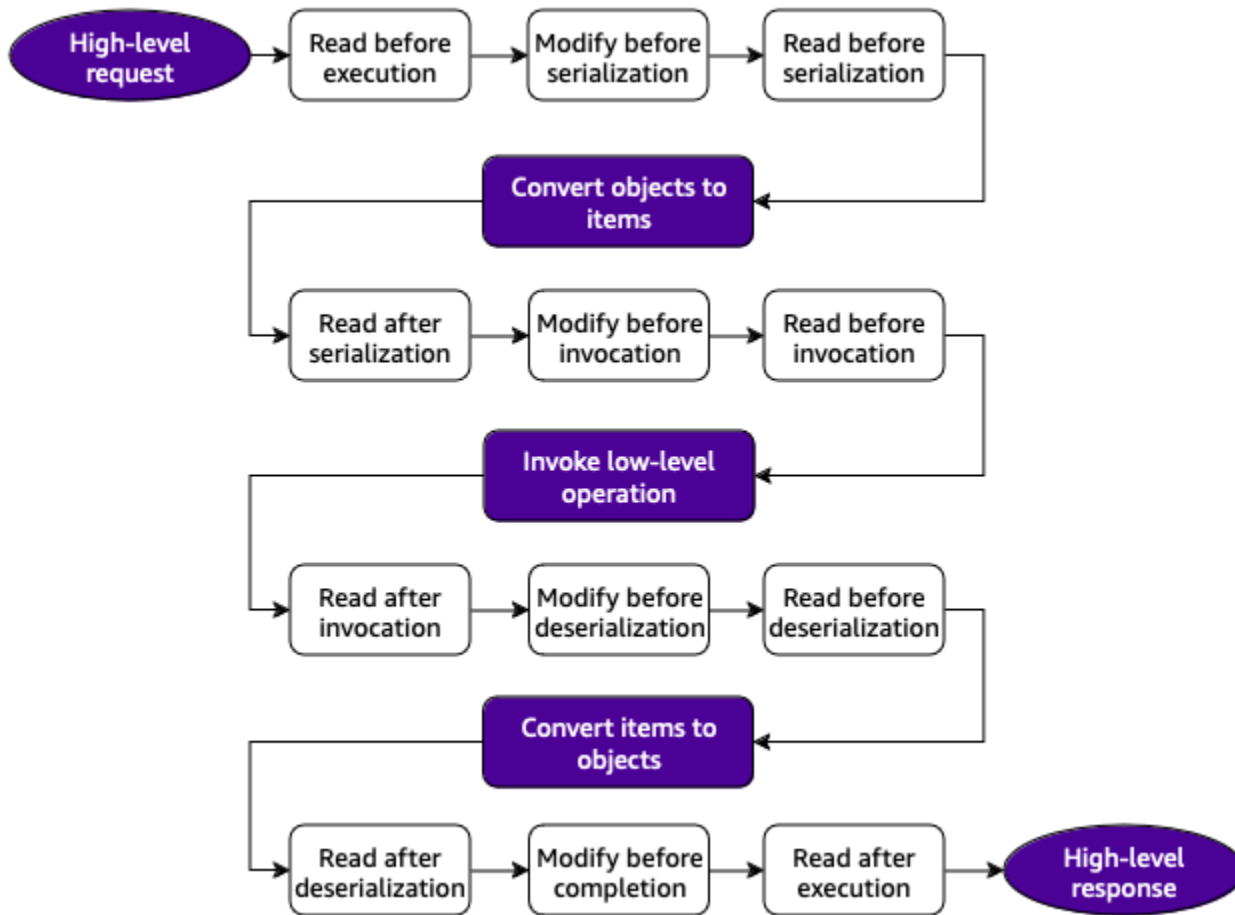 High-level
request
Read before
execution
Modify before
serialization
Read before
serialization
Convert objects to
items
Read after
serialization
Modify before
invocation
Read before
invocation
Invoke low-level
operation
Read after
invocation
Modify before
deserialization
Read before
deserialization
Convert items to
objects
Read after
deserialization
Modify before
completion
Read after
execution
High-level
response